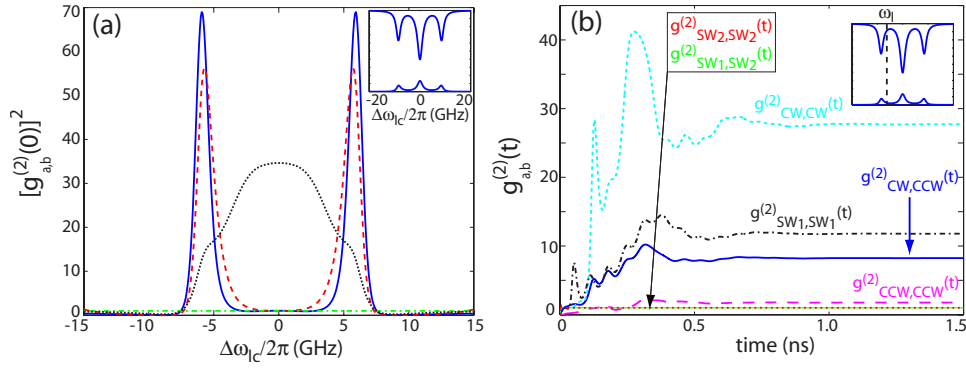 (a)
[g⁽²⁾ₐ,ᵦ(0)]²
70
60
50
40
30
20
10
0
-15
-10
-5
0
5
10
15
Δω_lc/2π (GHz)
-20
0
20
Δω_lc/2π (GHz)
(b)
g⁽²⁾_a,b(t)
40
30
20
10
0
0
0.5
1.0
1.5
time (ns)
g⁽²⁾_SW₂,SW₂(t)
g⁽²⁾_SW₁,SW₂(t)
ω_l
g⁽²⁾_CW,CW(t)
g⁽²⁾_CW,CCW(t)
g⁽²⁾_SW₁,SW₁(t)
g⁽²⁾_CCW,CCW(t)